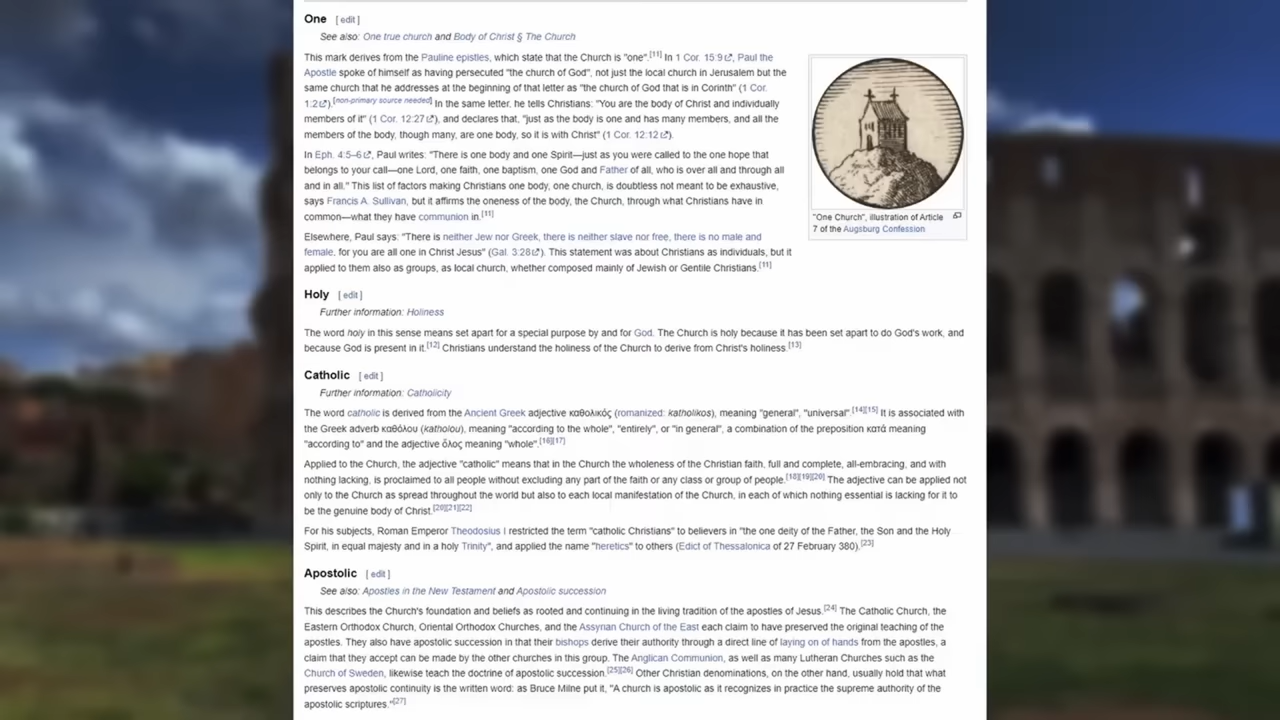 One [ edit ]
See also: One true church and Body of Christ § The Church
This mark derives from the Pauline epistles, which state that the Church is "one".[11] In 1 Cor. 15:9, Paul the
Apostle spoke of himself as having persecuted "the church of God", not just the local church in Jerusalem but the
same church that he addresses at the beginning of that letter as "the church of God that is in Corinth" (1 Cor.
1:2).[non-primary source needed] In the same letter, he tells Christians: "You are the body of Christ and individually
members of it" (1 Cor. 12:27), and declares that, "just as the body is one and has many members, and all the
members of the body, though many, are one body, so it is with Christ" (1 Cor. 12:12).
In Eph. 4:5–6, Paul writes: "There is one body and one Spirit—just as you were called to the one hope that
belongs to your call—one Lord, one faith, one baptism, one God and Father of all, who is over all and through all
and in all." This list of factors making Christians one body, one church, is doubtless not meant to be exhaustive,
says Francis A. Sullivan, but it affirms the oneness of the body, the Church, through what Christians have in
common—what they have communion in.[11]
Elsewhere, Paul says: "There is neither Jew nor Greek, there is neither slave nor free, there is no male and
female, for you are all one in Christ Jesus" (Gal. 3:28). This statement was about Christians as individuals, but it
applied to them also as groups, as local church, whether composed mainly of Jewish or Gentile Christians.[11]
"One Church", illustration of Article
7 of the Augsburg Confession
Holy [ edit ]
Further information: Holiness
The word holy in this sense means set apart for a special purpose by and for God. The Church is holy because it has been set apart to do God's work, and
because God is present in it.[12] Christians understand the holiness of the Church to derive from Christ's holiness.[13]
Catholic [ edit ]
Further information: Catholicity
The word catholic is derived from the Ancient Greek adjective καθολικός (romanized: katholikos), meaning "general", "universal".[14][15] It is associated with
the Greek adverb καθόλου (katholou), meaning "according to the whole", "entirely", or "in general", a combination of the preposition κατά meaning
"according to" and the adjective ὅλος meaning "whole".[16][17]
Applied to the Church, the adjective "catholic" means that in the Church the wholeness of the Christian faith, full and complete, all-embracing, and with
nothing lacking, is proclaimed to all people without excluding any part of the faith or any class or group of people.[18][19][20] The adjective can be applied not
only to the Church as spread throughout the world but also to each local manifestation of the Church, in each of which nothing essential is lacking for it to
be the genuine body of Christ.[20][21][22]
For his subjects, Roman Emperor Theodosius I restricted the term "catholic Christians" to believers in "the one deity of the Father, the Son and the Holy
Spirit, in equal majesty and in a holy Trinity", and applied the name "heretics" to others (Edict of Thessalonica of 27 February 380).[23]
Apostolic [ edit ]
See also: Apostles in the New Testament and Apostolic succession
This describes the Church's foundation and beliefs as rooted and continuing in the living tradition of the apostles of Jesus.[24] The Catholic Church, the
Eastern Orthodox Church, Oriental Orthodox Churches, and the Assyrian Church of the East each claim to have preserved the original teaching of the
apostles. They also have apostolic succession in that their bishops derive their authority through a direct line of laying on of hands from the apostles, a
claim that they accept can be made by the other churches in this group. The Anglican Communion, as well as many Lutheran Churches such as the
Church of Sweden, likewise teach the doctrine of apostolic succession.[25][26] Other Christian denominations, on the other hand, usually hold that what
preserves apostolic continuity is the written word: as Bruce Milne put it, "A church is apostolic as it recognizes in practice the supreme authority of the
apostolic scriptures."[27]